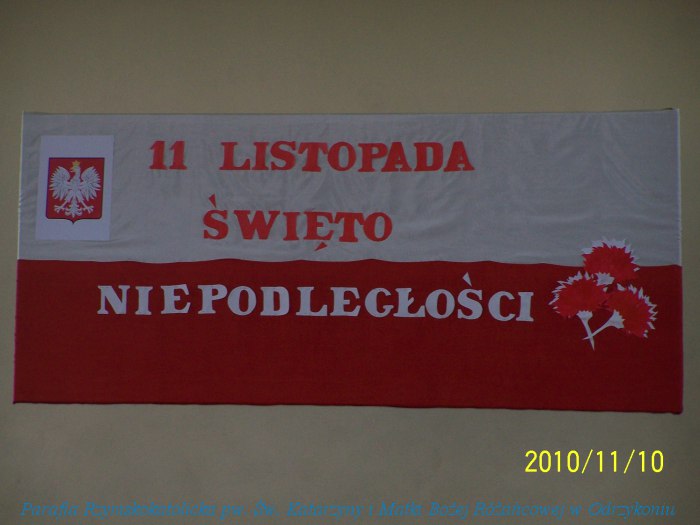 11 LISTOPADA
ŚWIĘTO
NIEPODLEGŁOŚCI
2010/11/10
Parafia Rzymskokatolicka pw. Św. Katarzyny i Matki Bożej Różańcowej w Odrzykoniu